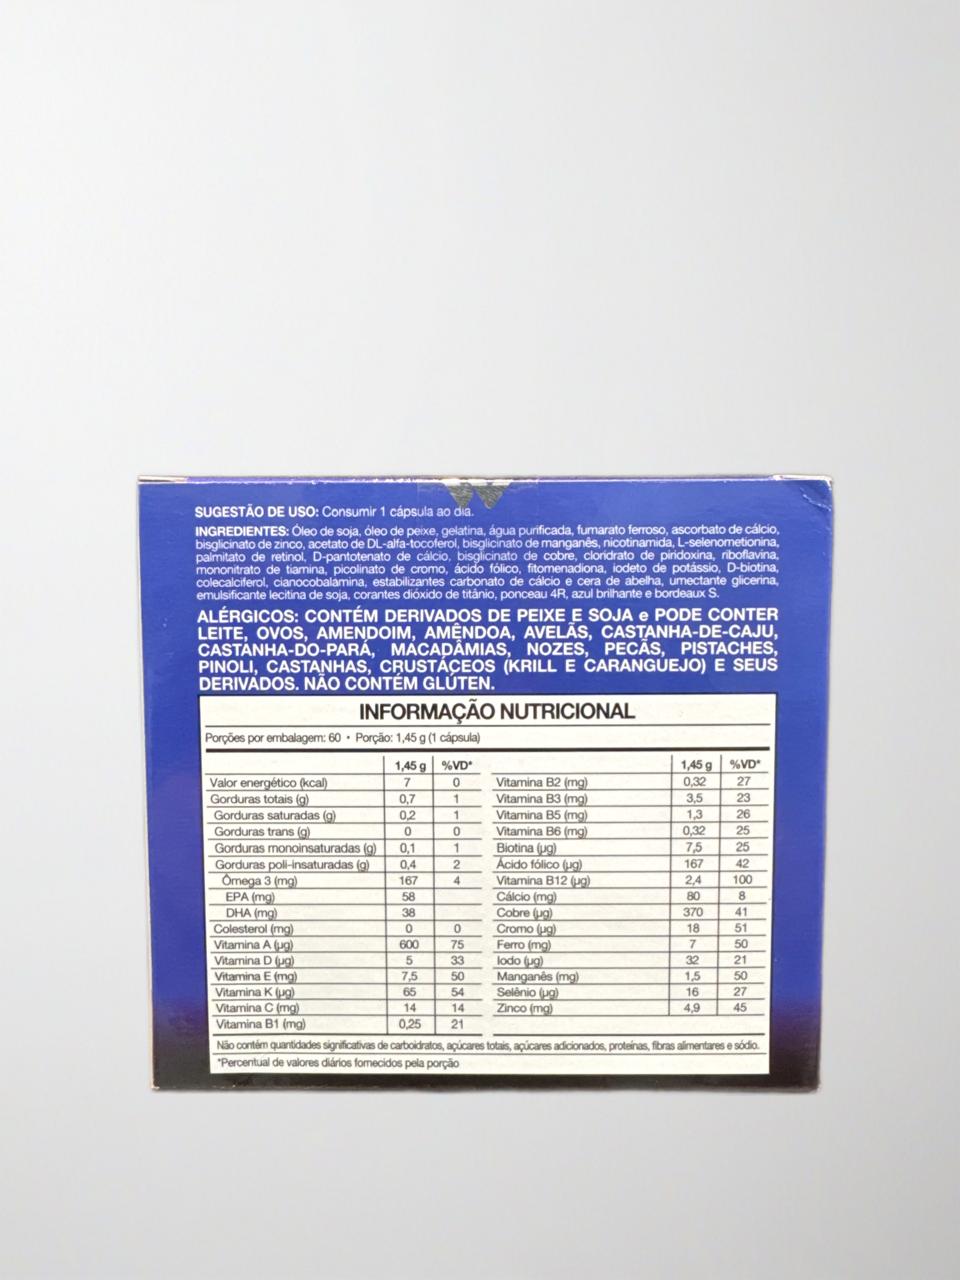 SUGESTÃO DE USO: Consumir 1 cápsula ao dia.
INGREDIENTES: Óleo de soja, óleo de peixe, gelatina, água purificada, fumarato ferroso, ascorbato de cálcio,
bisglicinato de zinco, acetato de DL-alfa-tocoferol, bisglicinato de manganês, nicotinamida, L-selenometionina,
palmitato de retinol, D-pantotenato de cálcio, bisglicinato de cobre, cloridrato de piridoxina, riboflavina,
mononitrato de tiamina, picolinato de cromo, ácido fólico, fitomenadiona, iodeto de potássio, D-biotina,
colecalciferol, cianocobalamina, estabilizantes carbonato de cálcio e cera de abelha, umectante glicerina,
emulsificante lecitina de soja, corantes dióxido de titânio, ponceau 4R, azul brilhante e bordeaux S.
ALÉRGICOS: CONTÉM DERIVADOS DE PEIXE E SOJA e PODE CONTER
LEITE, OVOS, AMENDOIM, AMÊNDOA, AVELÃS, CASTANHA-DE-CAJU,
CASTANHA-DO-PARÁ, MACADÂMIAS, NOZES, PECÃS, PISTACHES,
PINOLI, CASTANHAS, CRUSTÁCEOS (KRILL E CARANGUEJO) E SEUS
DERIVADOS. NÃO CONTÉM GLÚTEN.
INFORMAÇÃO NUTRICIONAL
Porções por embalagem: 60 • Porção: 1,45 g (1 cápsula)
1,45 g %VD*
Valor energético (kcal) 7 0
Gorduras totais (g) 0,7 1
Gorduras saturadas (g) 0,2 1
Gorduras trans (g) 0 0
Gorduras monoinsaturadas (g) 0,1 1
Gorduras poli-insaturadas (g) 0,4 2
Ômega 3 (mg) 167 4
EPA (mg) 58
DHA (mg) 38
Colesterol (mg) 0 0
Vitamina A (µg) 600 75
Vitamina D (µg) 5 33
Vitamina E (mg) 7,5 50
Vitamina K (µg) 65 54
Vitamina C (mg) 14 14
Vitamina B1 (mg) 0,25 21
1,45 g %VD*
Vitamina B2 (mg) 0,32 27
Vitamina B3 (mg) 3,5 23
Vitamina B5 (mg) 1,3 26
Vitamina B6 (mg) 0,32 25
Biotina (µg) 7,5 25
Ácido fólico (µg) 167 42
Vitamina B12 (µg) 2,4 100
Cálcio (mg) 80 8
Cobre (µg) 370 41
Cromo (µg) 18 51
Ferro (mg) 7 50
Iodo (µg) 32 21
Manganês (mg) 1,5 50
Selênio (µg) 16 27
Zinco (mg) 4,9 45
Não contém quantidades significativas de carboidratos, açúcares totais, açúcares adicionados, proteínas, fibras alimentares e sódio.
*Percentual de valores diários fornecidos pela porção